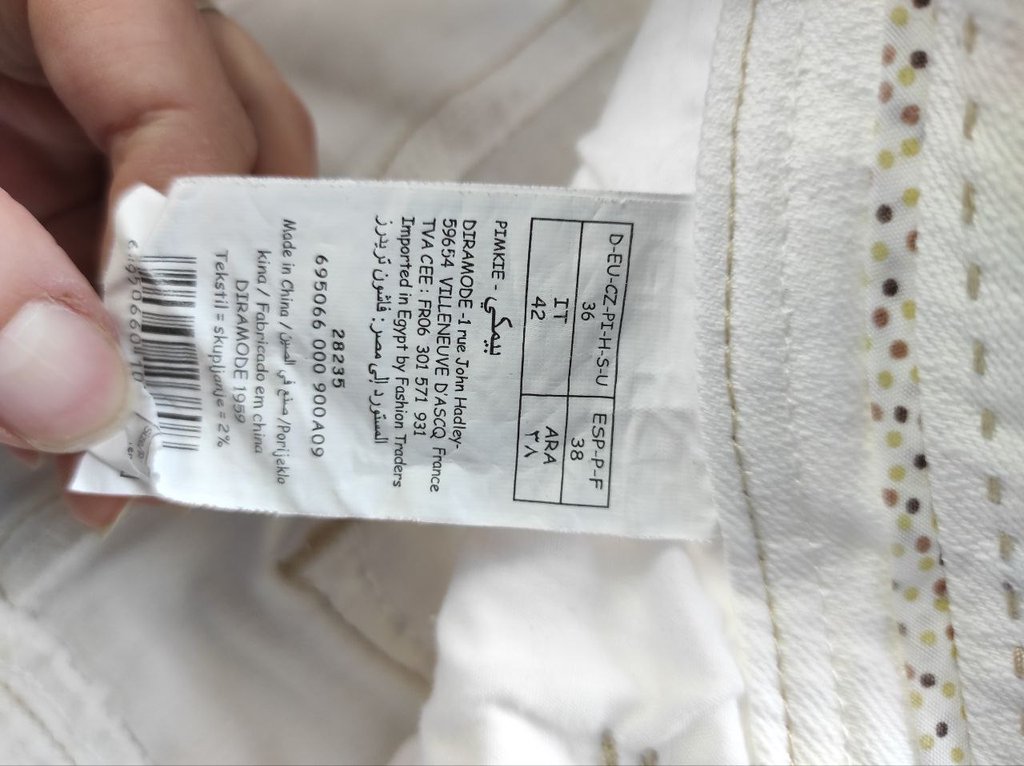 D-EU-CZ-PI-H-S-U ESP-P-F
36 38
IT ARA
42 ٣٨
PIMKIE - بيمكي
DIRAMODE -1 rue John Hadley-
59654 VILLENEUVE D'ASCQ France
TVA CEE : FR06 301 571 931
Imported in Egypt by Fashion Traders
المستورد إلى مصر: فاشون تريدرز
28235
695066 000 900A09
Made in China / صنع في الصين /Porijeklo
kina / Fabricado em china
DIRAMODE 1959
Tekstil = skupljanje = 2%